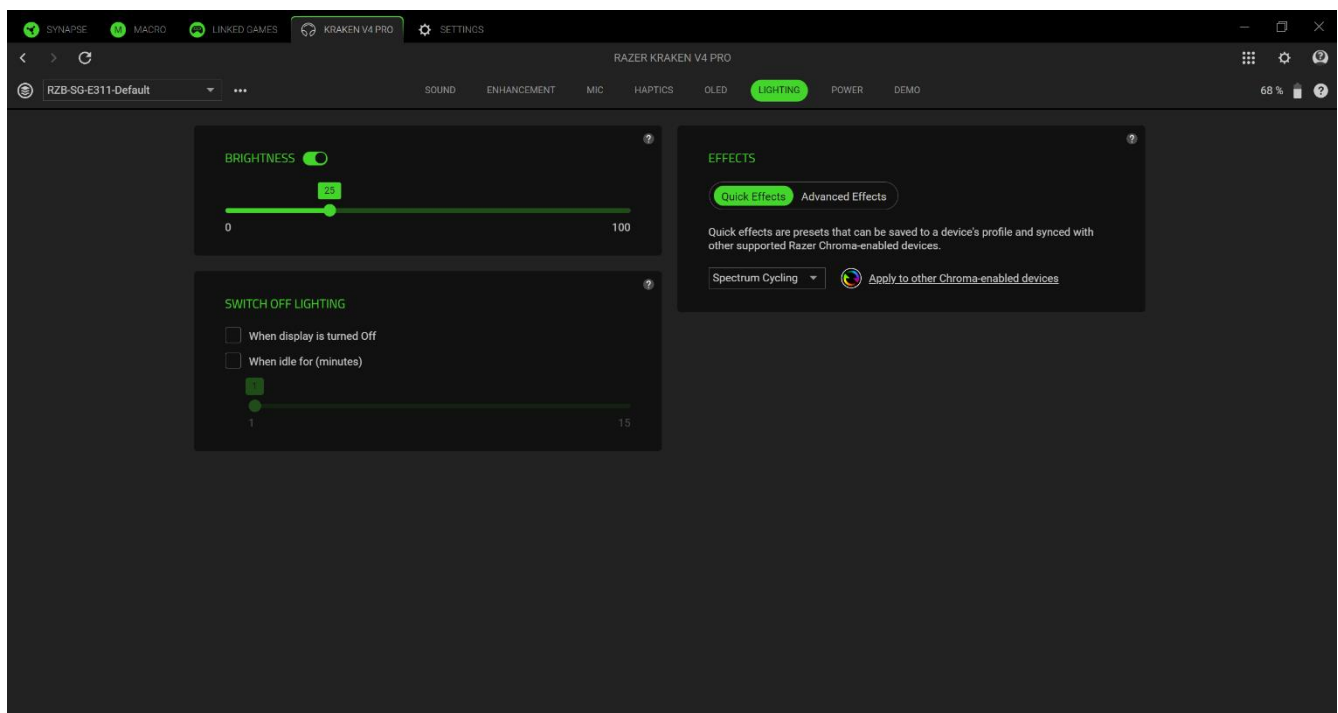 SYNAPSE MACRO LINKED GAMES KRAKEN V4 PRO SETTINGS
RAZER KRAKEN V4 PRO
RZB-SG-E311-Default SOUND ENHANCEMENT MIC HAPTICS OLED LIGHTING POWER DEMO 68 %
BRIGHTNESS
25
0 100
SWITCH OFF LIGHTING
When display is turned Off
When idle for (minutes)
1
1 15
EFFECTS
Quick Effects Advanced Effects
Quick effects are presets that can be saved to a device's profile and synced with
other supported Razer Chroma-enabled devices.
Spectrum Cycling Apply to other Chroma-enabled devices